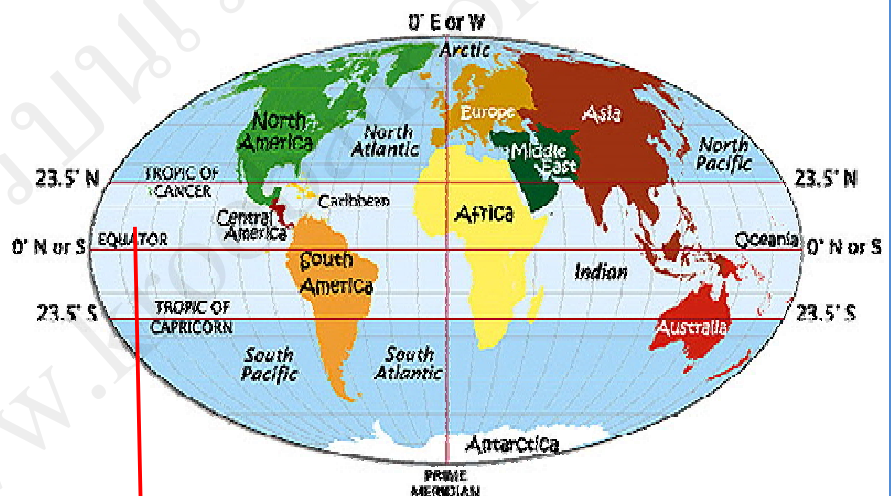 0° E or W
Arctic
Europe
Asia
North
America
North
Atlantic
Middle
East
North
Pacific
23.5° N
TROPIC OF
CANCER
23.5° N
Caribbean
Central
America
Africa
0° N or S
EQUATOR
Oceania
0° N or S
South
America
Indian
23.5° S
TROPIC OF
CAPRICORN
Australia
23.5° S
South
Pacific
South
Atlantic
Antarctica
PRIME
MERIDIAN